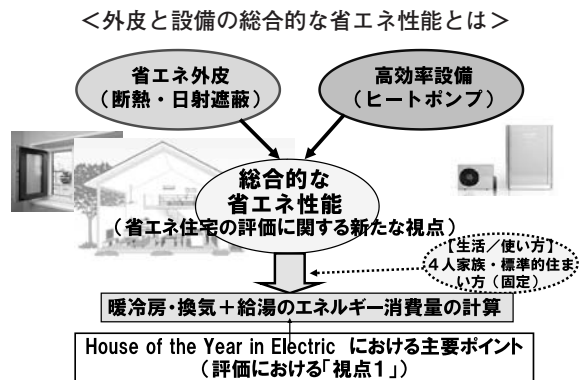 ＜外皮と設備の総合的な省エネ性能とは＞
省エネ外皮
（断熱・日射遮蔽）
高効率設備
（ヒートポンプ）
総合的な
省エネ性能
（省エネ住宅の評価に関する新たな視点）
【生活／使い方】
４人家族・標準的住ま
い方（固定）
暖冷房・換気＋給湯のエネルギー消費量の計算
House of the Year in Electric における主要ポイント
（評価における「視点１」）